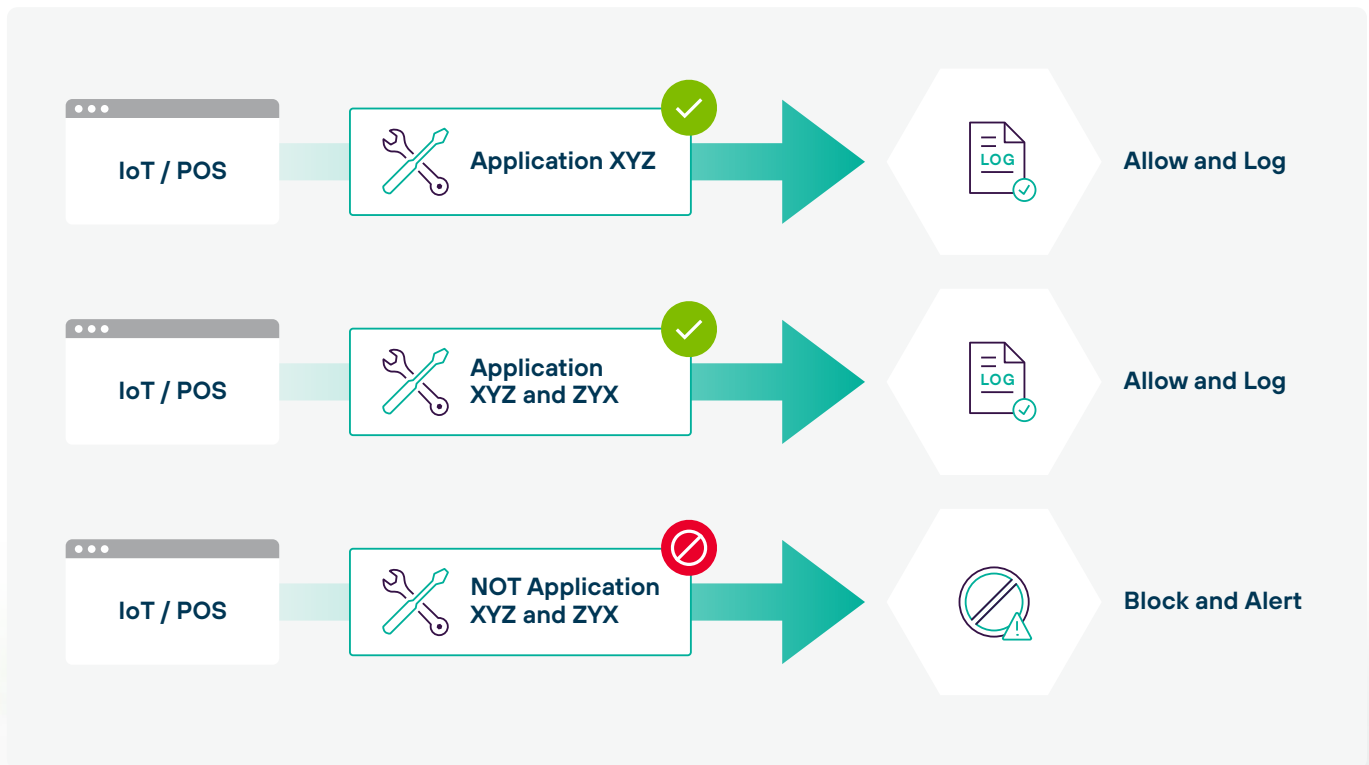 IoT / POS
Application XYZ
LOG
Allow and Log
IoT / POS
Application
XYZ and ZYX
LOG
Allow and Log
IoT / POS
NOT Application
XYZ and ZYX
Block and Alert